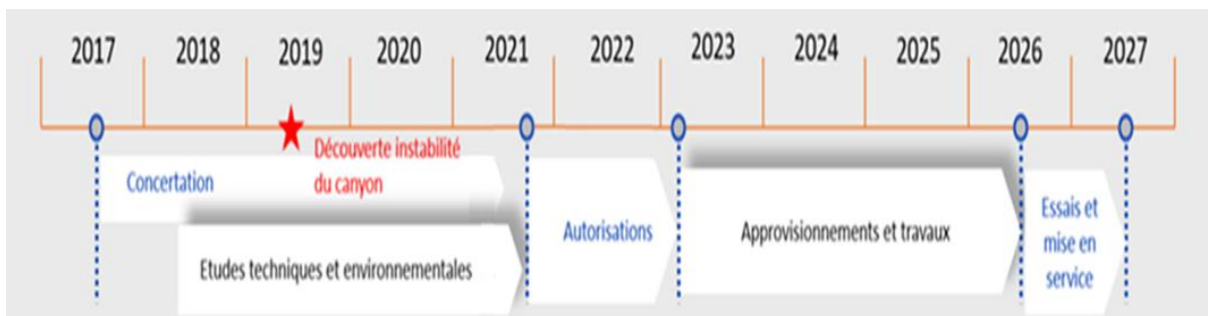 2017 2018 2019 2020 2021 2022 2023 2024 2025 2026 2027
Découverte instabilité
du canyon
Concertation
Etudes techniques et environnementales
Autorisations
Approvisionnements et travaux
Essais et
mise en
service